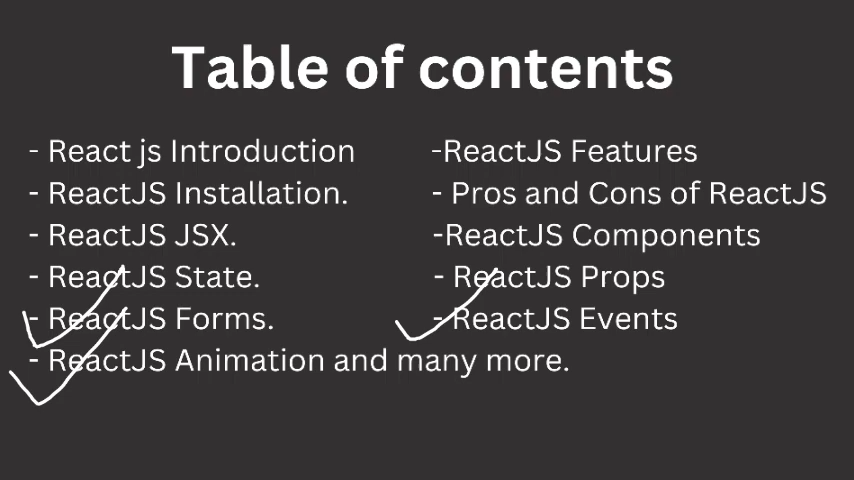 Table of contents
- React js Introduction
- ReactJS Installation.
- ReactJS JSX.
- ReactJS State.
- ReactJS Forms.
- ReactJS Animation and many more.
-ReactJS Features
- Pros and Cons of ReactJS
-ReactJS Components
- ReactJS Props
- ReactJS Events